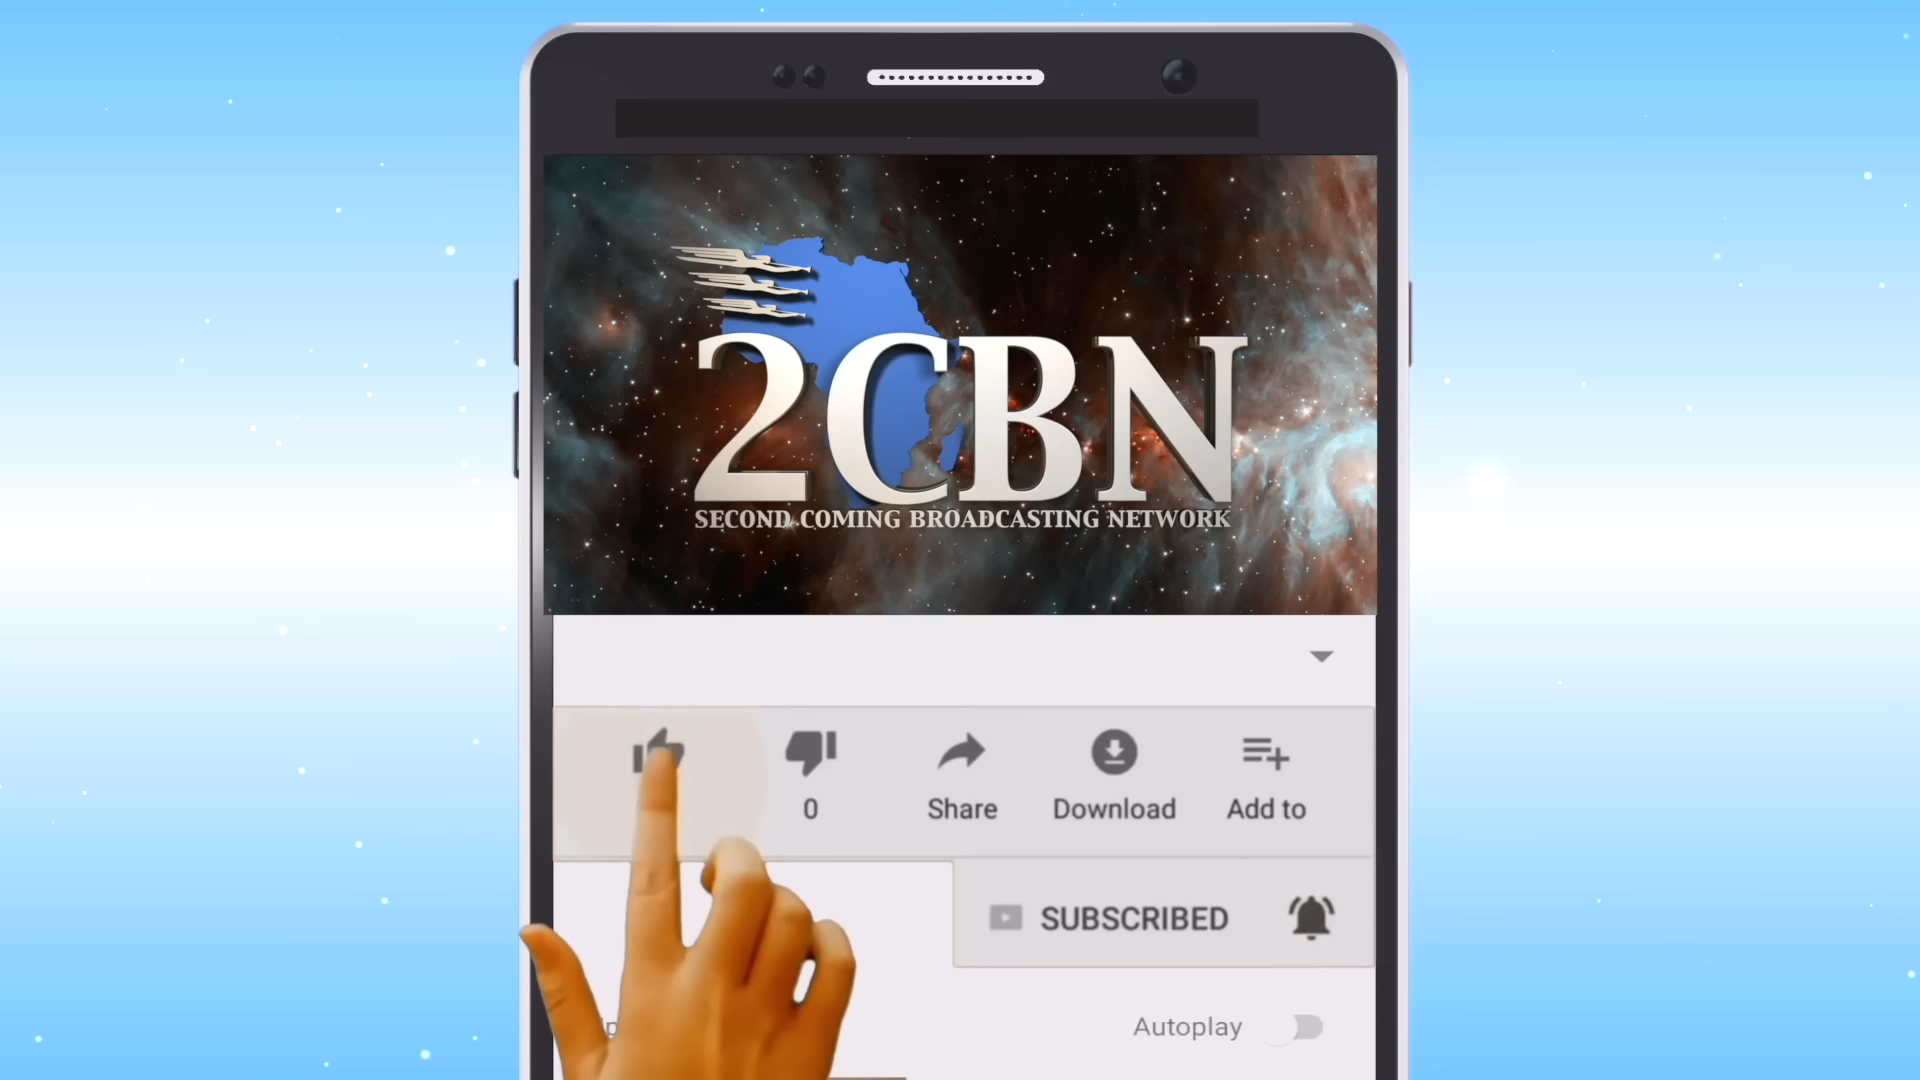 2CBN
SECOND COMING BROADCASTING NETWORK
0
Share
Download
Add to
SUBSCRIBED
Autoplay